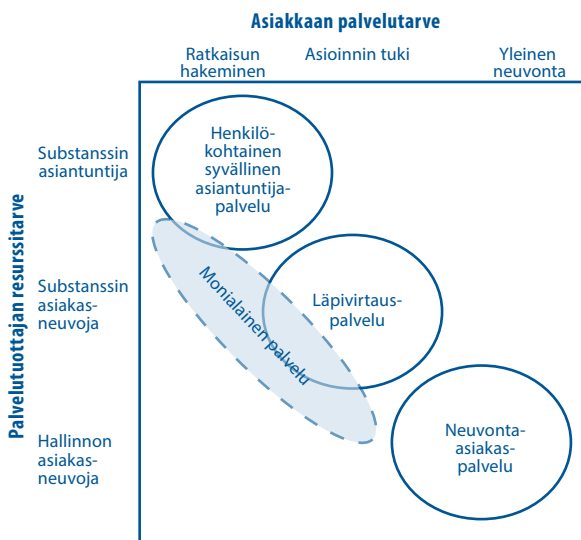 Asiakkaan palvelutarve
Ratkaisun
hakeminen
Asioinnin tuki
Yleinen
neuvonta
Palvelutuottajan resurssitarve
Substanssin
asiantuntija
Substanssin
asiakas-
neuvoja
Hallinnon
asiakas-
neuvoja
Henkilö-
kohtainen
syvällinen
asiantuntija-
palvelu
Monialainen palvelu
Läpivirtaus-
palvelu
Neuvonta-
asiakas-
palvelu